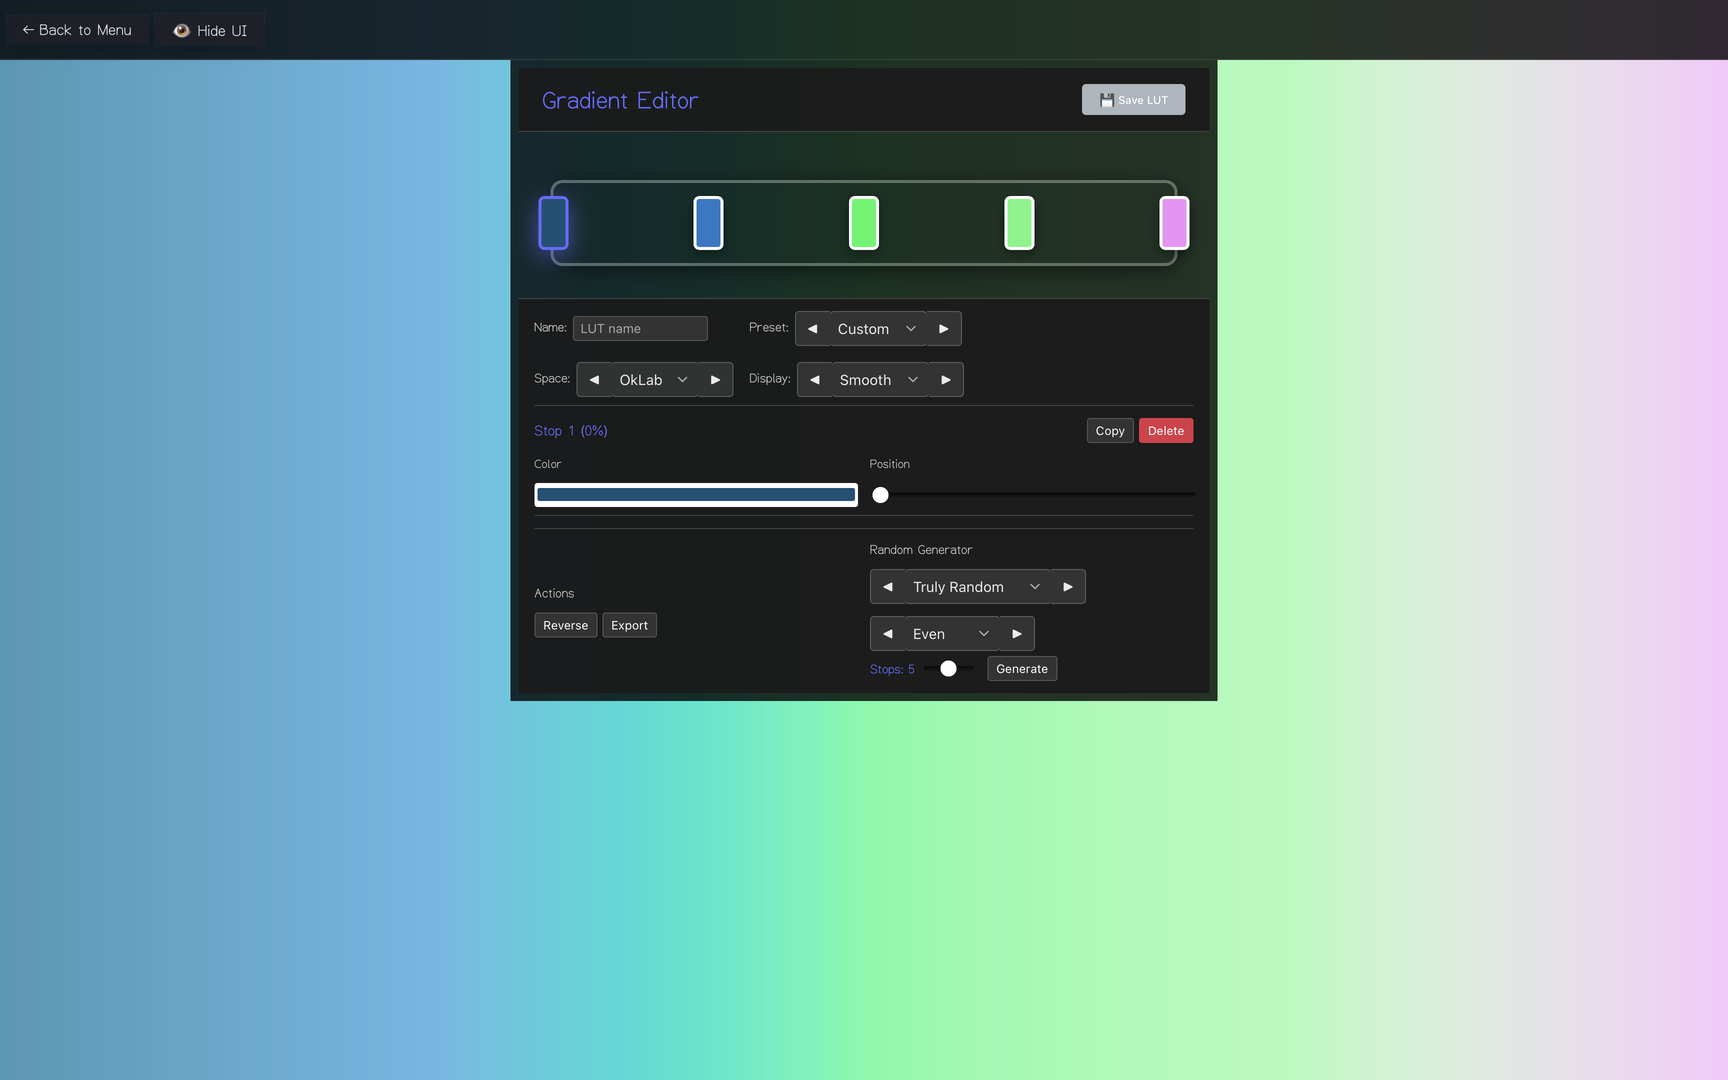 ← Back to Menu
Hide UI
Gradient Editor
Save LUT
Name:
LUT name
Preset:
Custom
Space:
OkLab
Display:
Smooth
Stop 1 (0%)
Copy
Delete
Color
Position
Random Generator
Truly Random
Actions
Reverse
Export
Even
Stops: 5
Generate